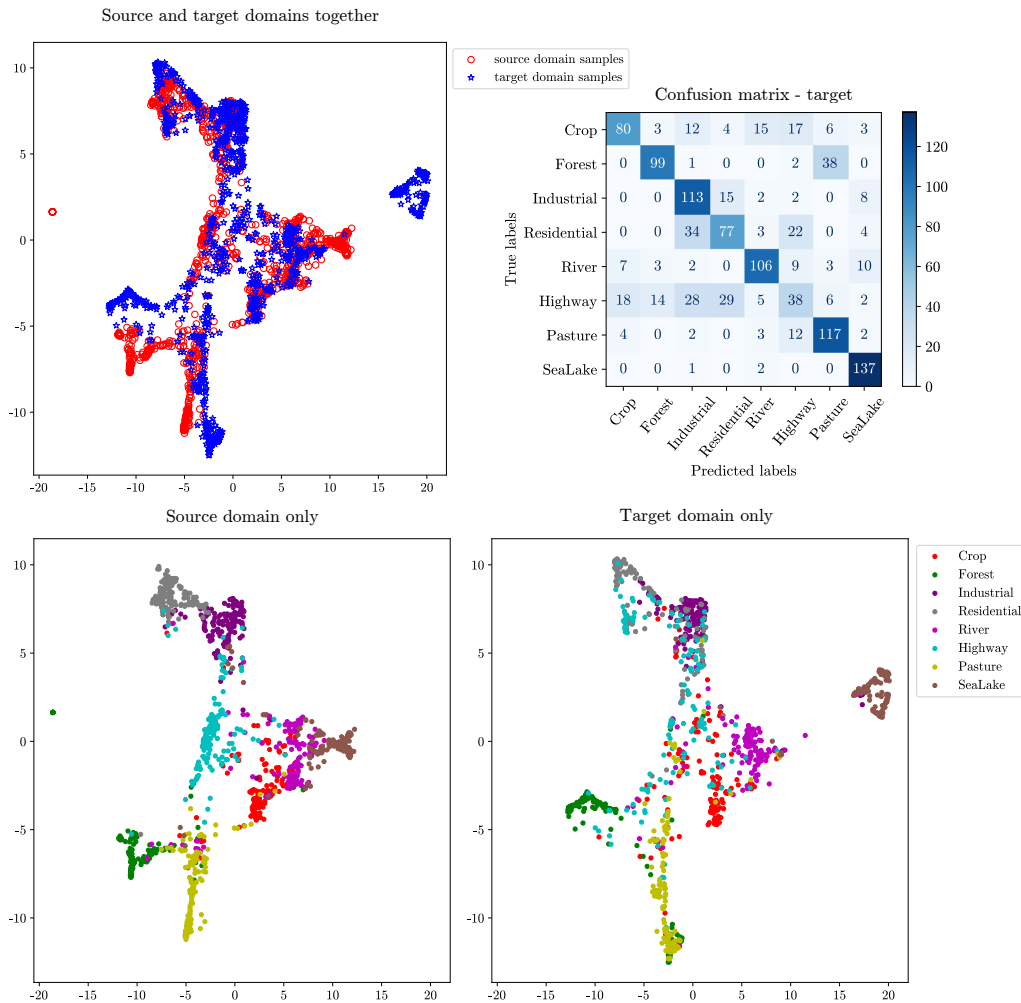 Source and target domains together
10
5
0
-5
-10
-20 -15 -10 -5 0 5 10 15 20
source domain samples
target domain samples
Confusion matrix - target
True labels
Crop 80 3 12 4 15 17 6 3
Forest 0 99 1 0 0 2 38 0
Industrial 0 0 113 15 2 2 0 8
Residential 0 0 34 77 3 22 0 4
River 7 3 2 0 106 9 3 10
Highway 18 14 28 29 5 38 6 2
Pasture 4 0 2 0 3 12 117 2
SeaLake 0 0 1 0 2 0 0 137
Crop Forest Industrial Residential River Highway Pasture SeaLake
Predicted labels
120
100
80
60
40
20
0
Source domain only
10
5
0
-5
-10
-20 -15 -10 -5 0 5 10 15 20
Target domain only
10
5
0
-5
-10
-20 -15 -10 -5 0 5 10 15 20
Crop
Forest
Industrial
Residential
River
Highway
Pasture
SeaLake